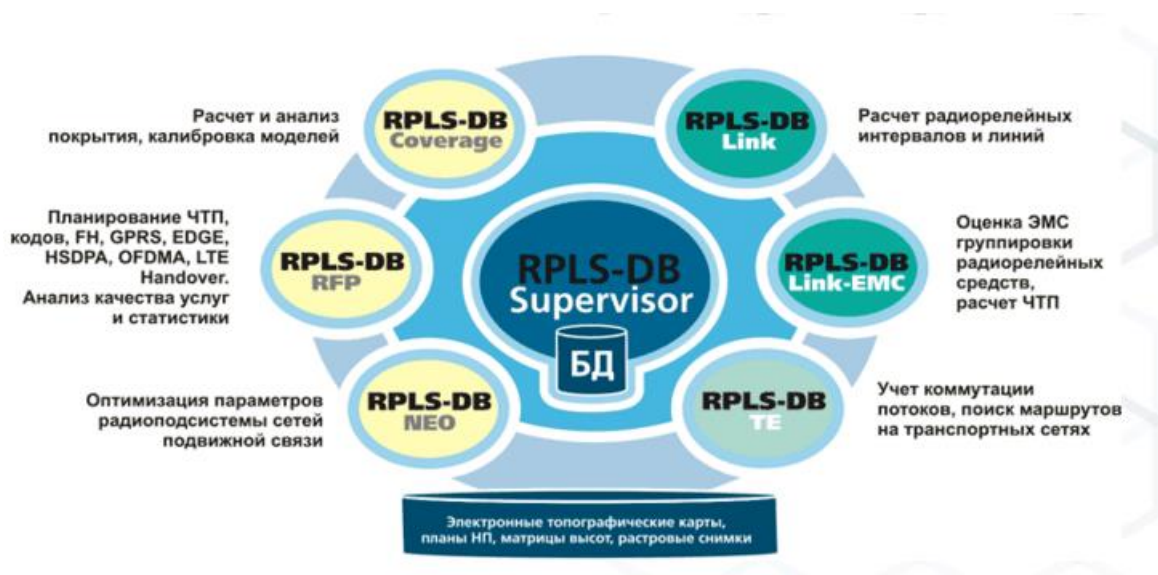 Расчет и анализ
покрытия, калибровка моделей
RPLS-DB
Coverage
RPLS-DB
Link
Расчет радиорелейных
интервалов и линий
Планирование ЧТП,
кодов, FH, GPRS, EDGE,
HSDPA, OFDMA, LTE
Handover.
Анализ качества услуг
и статистики
RPLS-DB
RFP
RPLS-DB
Supervisor
БД
RPLS-DB
Link-EMC
Оценка ЭМС
группировки
радиорелейных
средств,
расчет ЧТП
Оптимизация параметров
радиоподсистемы сетей
подвижной связи
RPLS-DB
NEO
RPLS-DB
TE
Учет коммутации
потоков, поиск маршрутов
на транспортных сетях
Электронные топографические карты,
планы НП, матрицы высот, растровые снимки